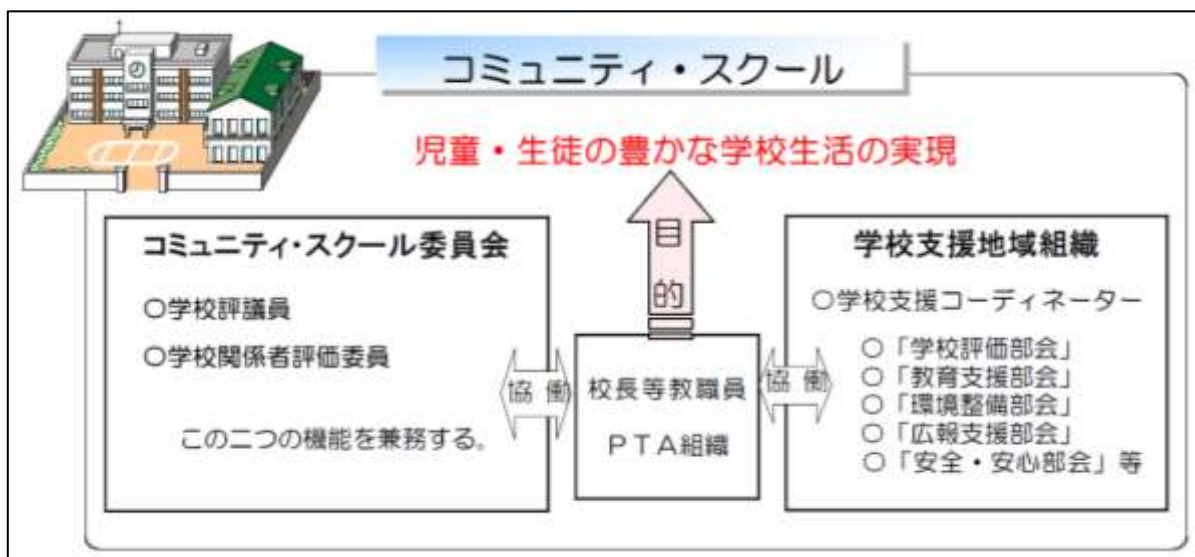 コミュニティ・スクール
児童・生徒の豊かな学校生活の実現
目的
コミュニティ・スクール委員会
〇学校評議員
〇学校関係者評価委員
この二つの機能を兼務する。
協働
校長等教職員
ＰＴＡ組織
協働
学校支援地域組織
〇学校支援コーディネーター
〇「学校評価部会」
〇「教育支援部会」
〇「環境整備部会」
〇「広報支援部会」
〇「安全・安心部会」等